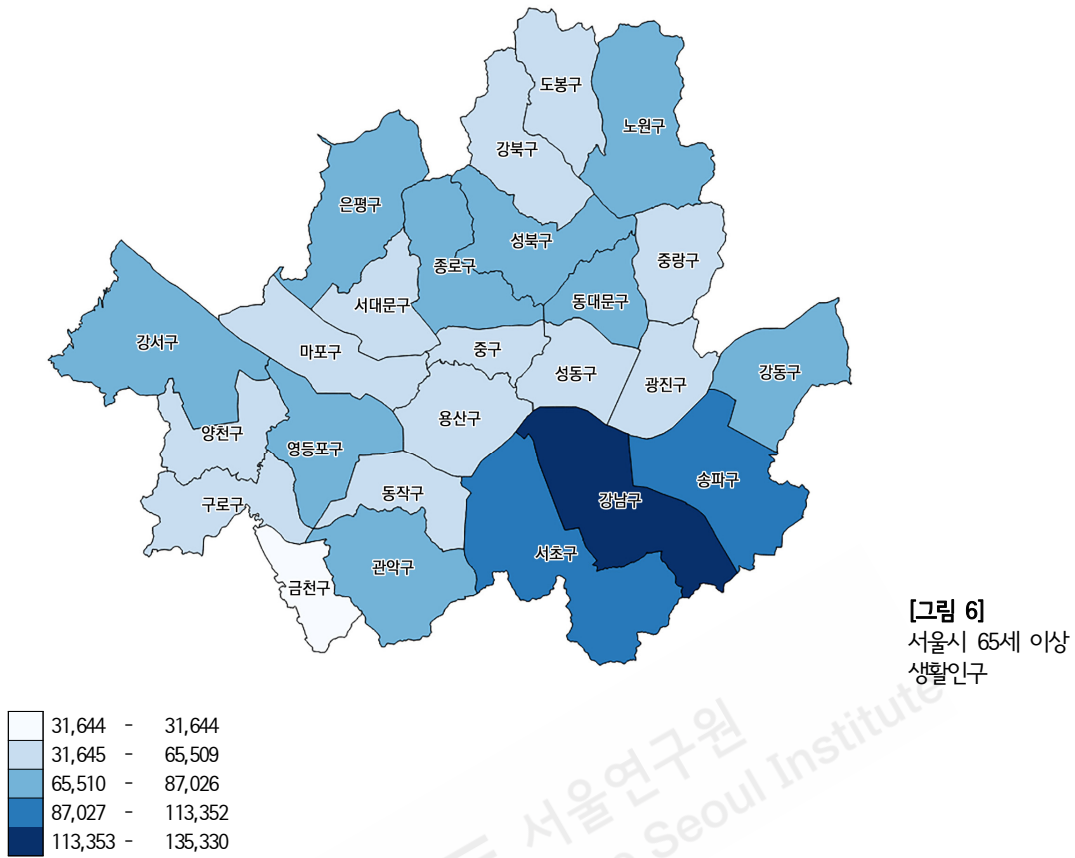 도봉구
노원구
강북구
은평구
성북구
종로구
중랑구
서대문구
동대문구
강서구
마포구
중구
성동구
광진구
강동구
용산구
양천구
영등포구
송파구
동작구
강남구
구로구
서초구
관악구
금천구
[그림 6]
서울시 65세 이상
생활인구
31,644 - 31,644
31,645 - 65,509
65,510 - 87,026
87,027 - 113,352
113,353 - 135,330
서울연구원
Seoul Institute